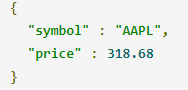 {
"symbol" : "AAPL",
"price" : 318.68
}